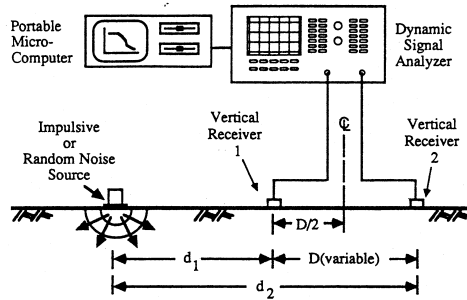 Portable
Micro-
Computer
Dynamic
Signal
Analyzer
Impulsive
or
Random Noise
Source
Vertical
Receiver
1
℄
Vertical
Receiver
2
D/2
d1
D(variable)
d2